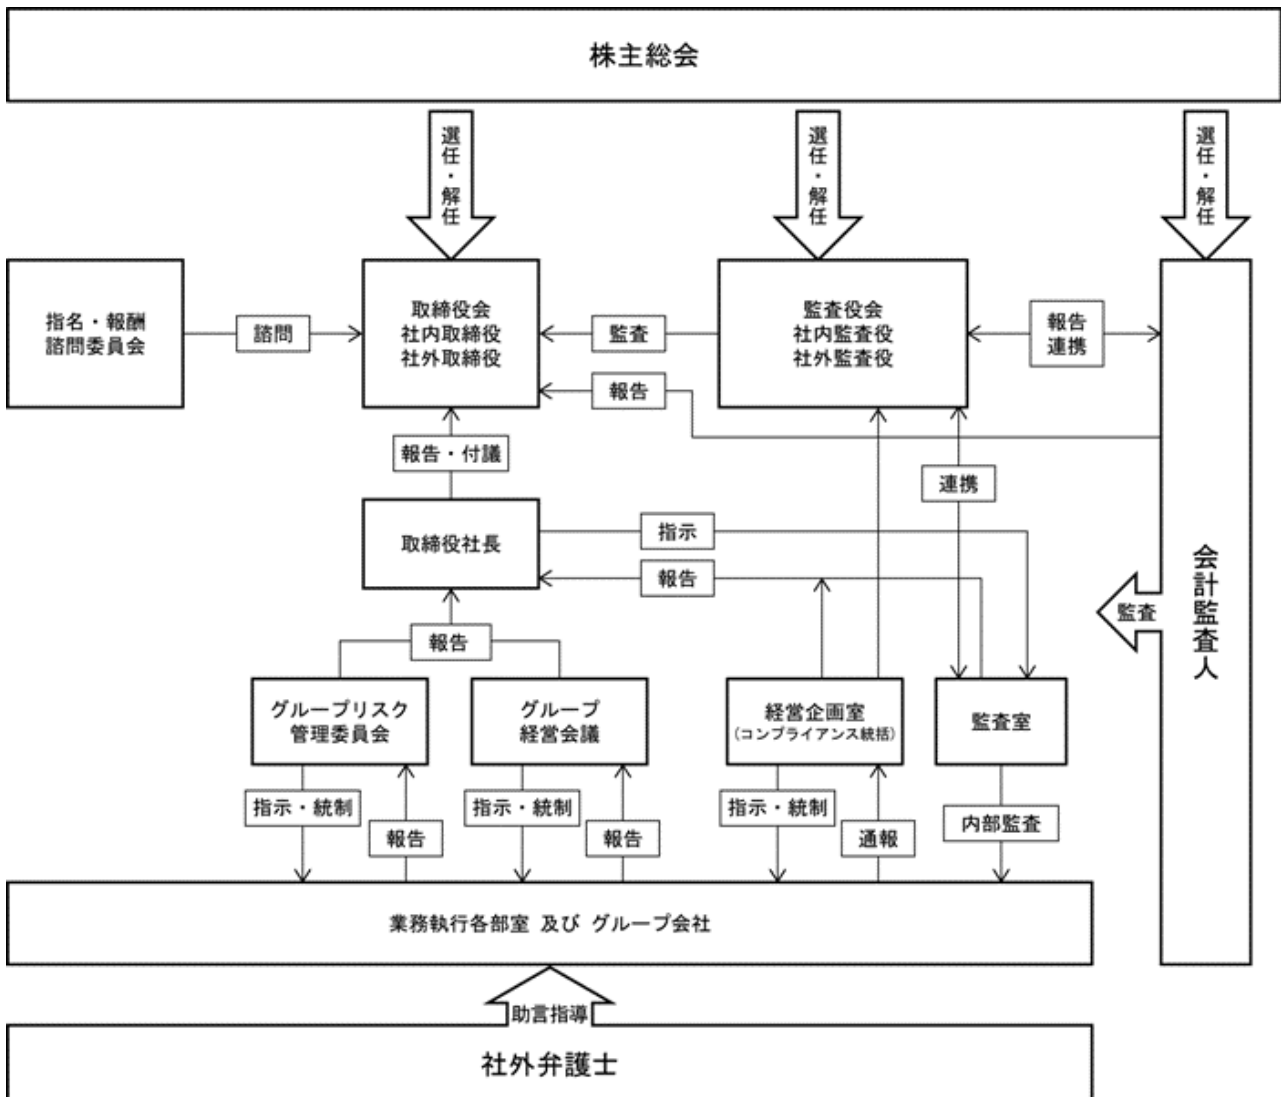 株主総会
選任・解任
選任・解任
選任・解任
指名・報酬
諮問委員会
諮問
取締役会
社内取締役
社外取締役
監査
監査役会
社内監査役
社外監査役
報告
連携
報告
報告・付議
連携
取締役社長
指示
報告
会計監査人
監査
報告
グループリスク
管理委員会
グループ
経営会議
経営企画室
(コンプライアンス統括)
監査室
指示・統制
報告
指示・統制
報告
指示・統制
通報
内部監査
業務執行各部室 及び グループ会社
助言指導
社外弁護士